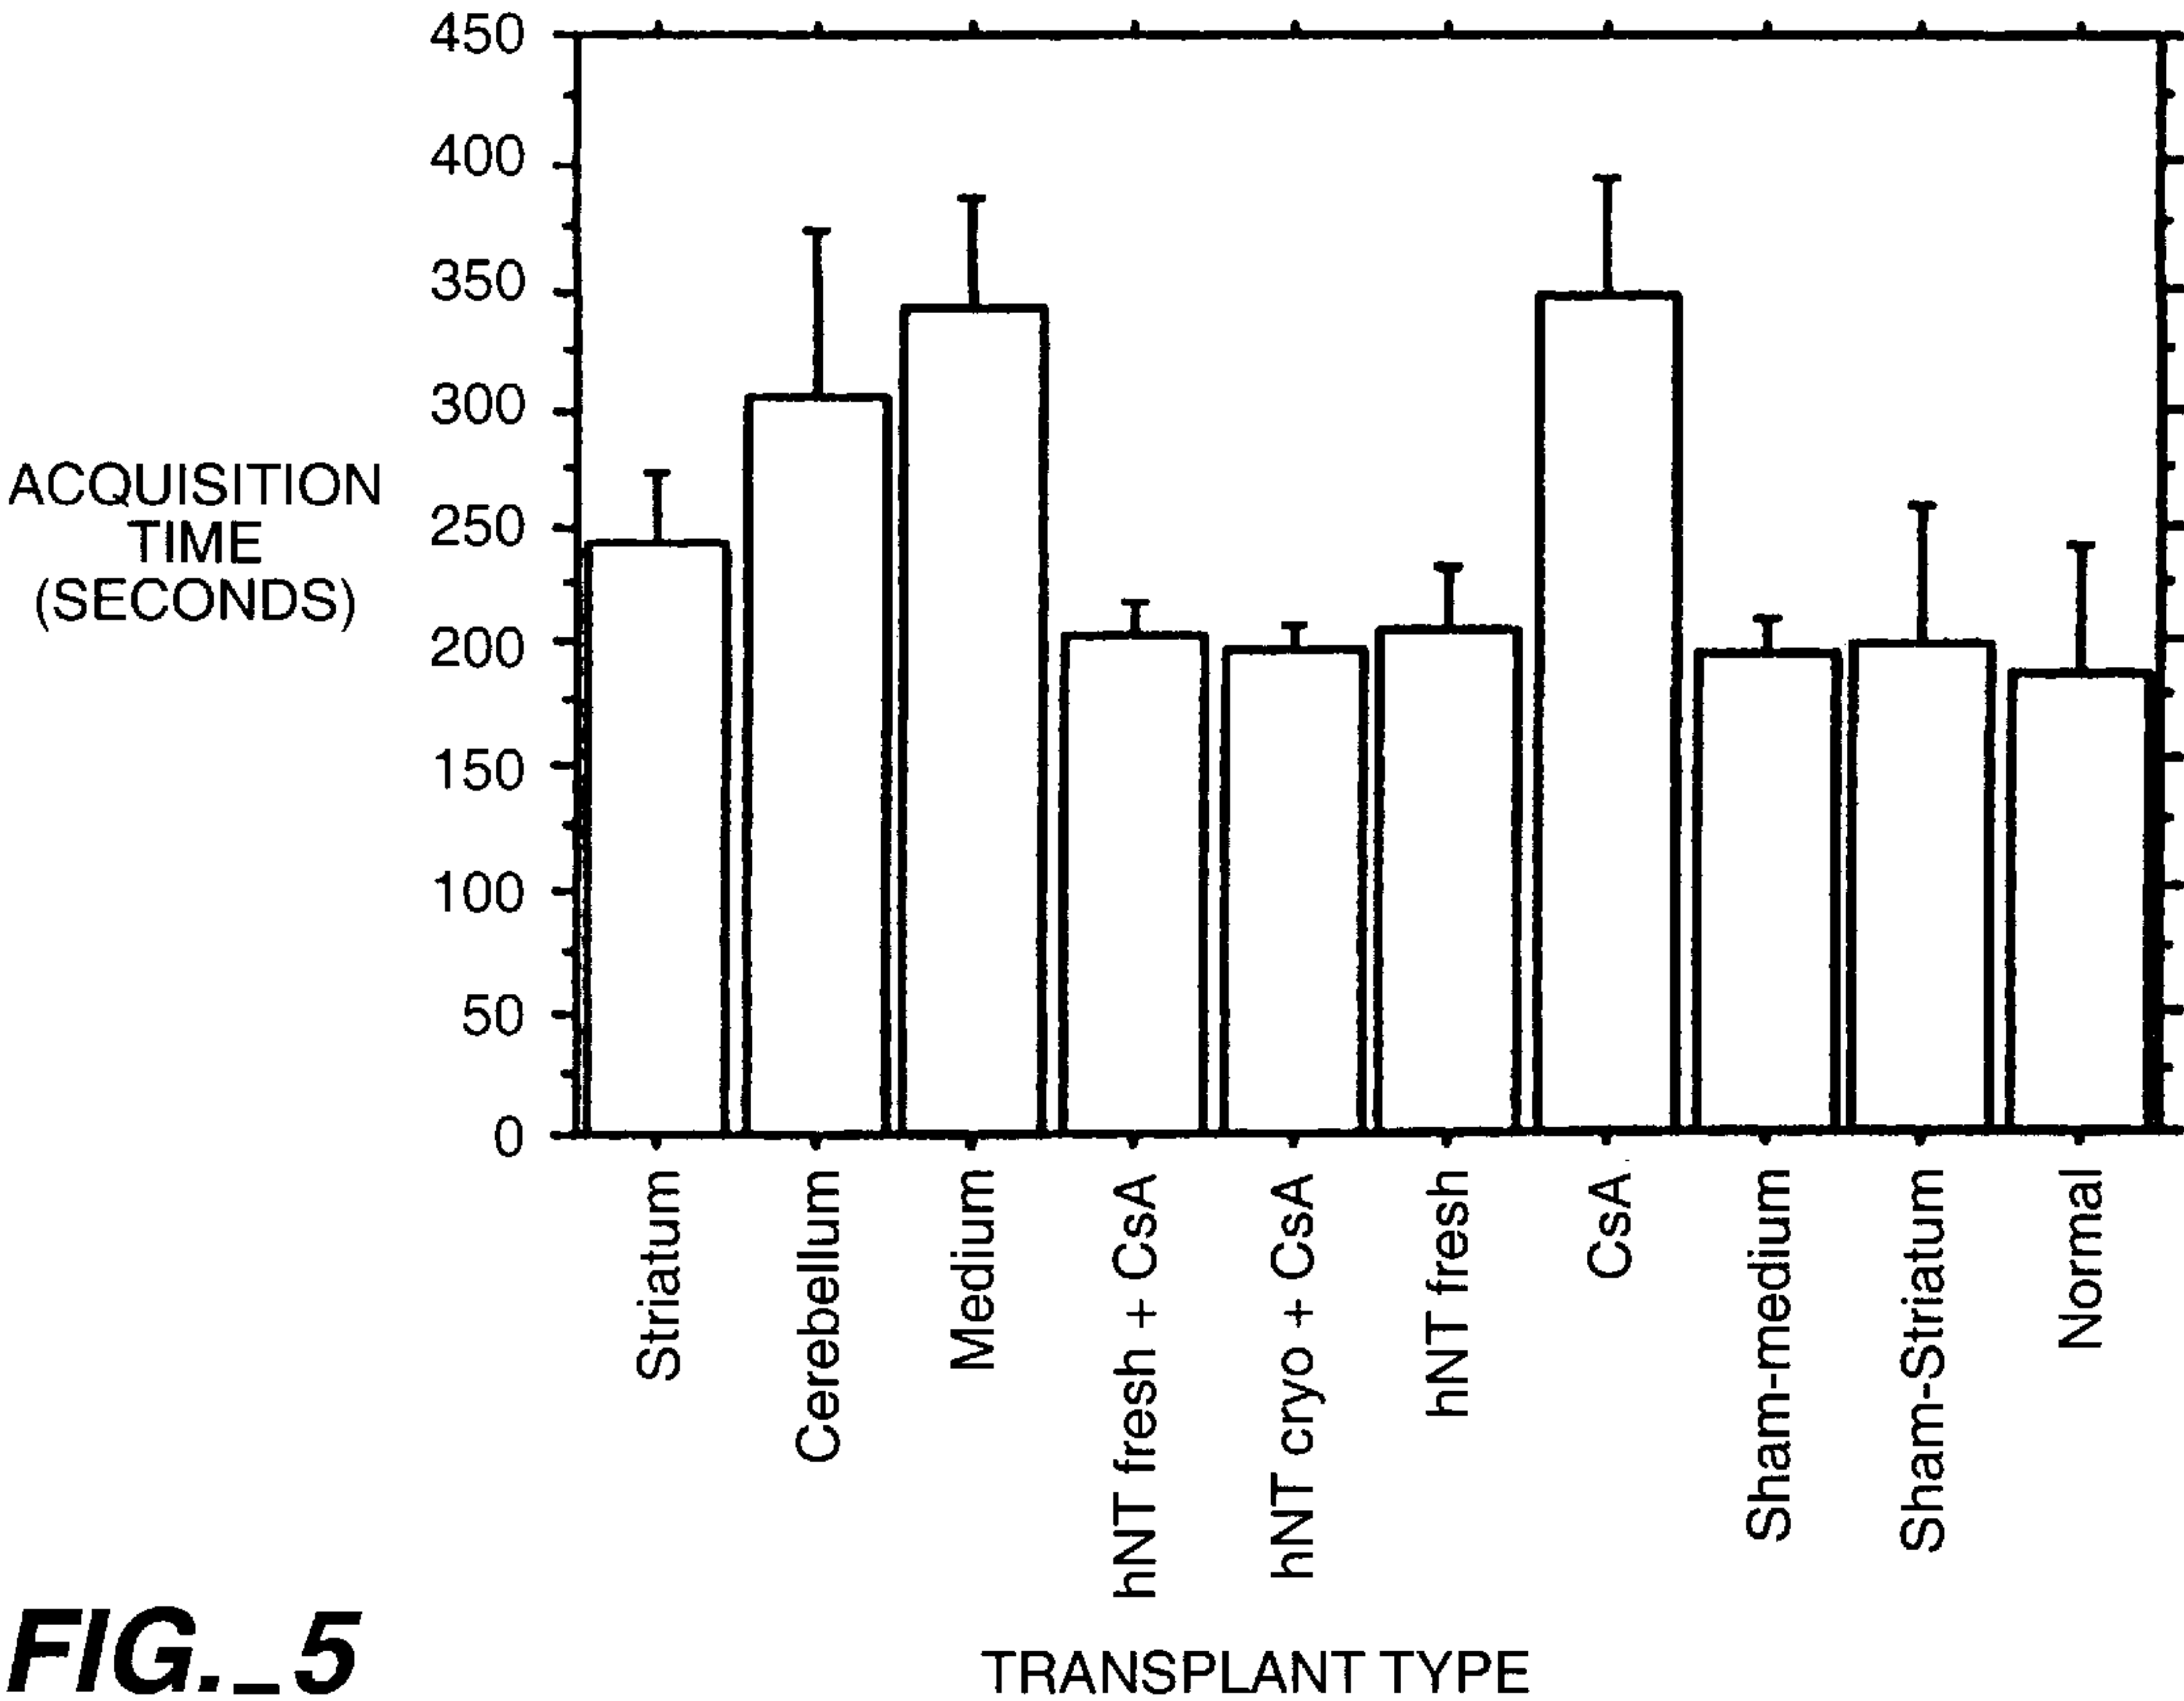 450
400
350
300
250
200
150
100
50
0
ACQUISITION
TIME
(SECONDS)
Striatum
Cerebellum
Medium
hNT fresh + CsA
hNT cryo + CsA
hNT fresh
CsA
Sham-medium
Sham-Striatum
Normal
TRANSPLANT TYPE
FIG._5